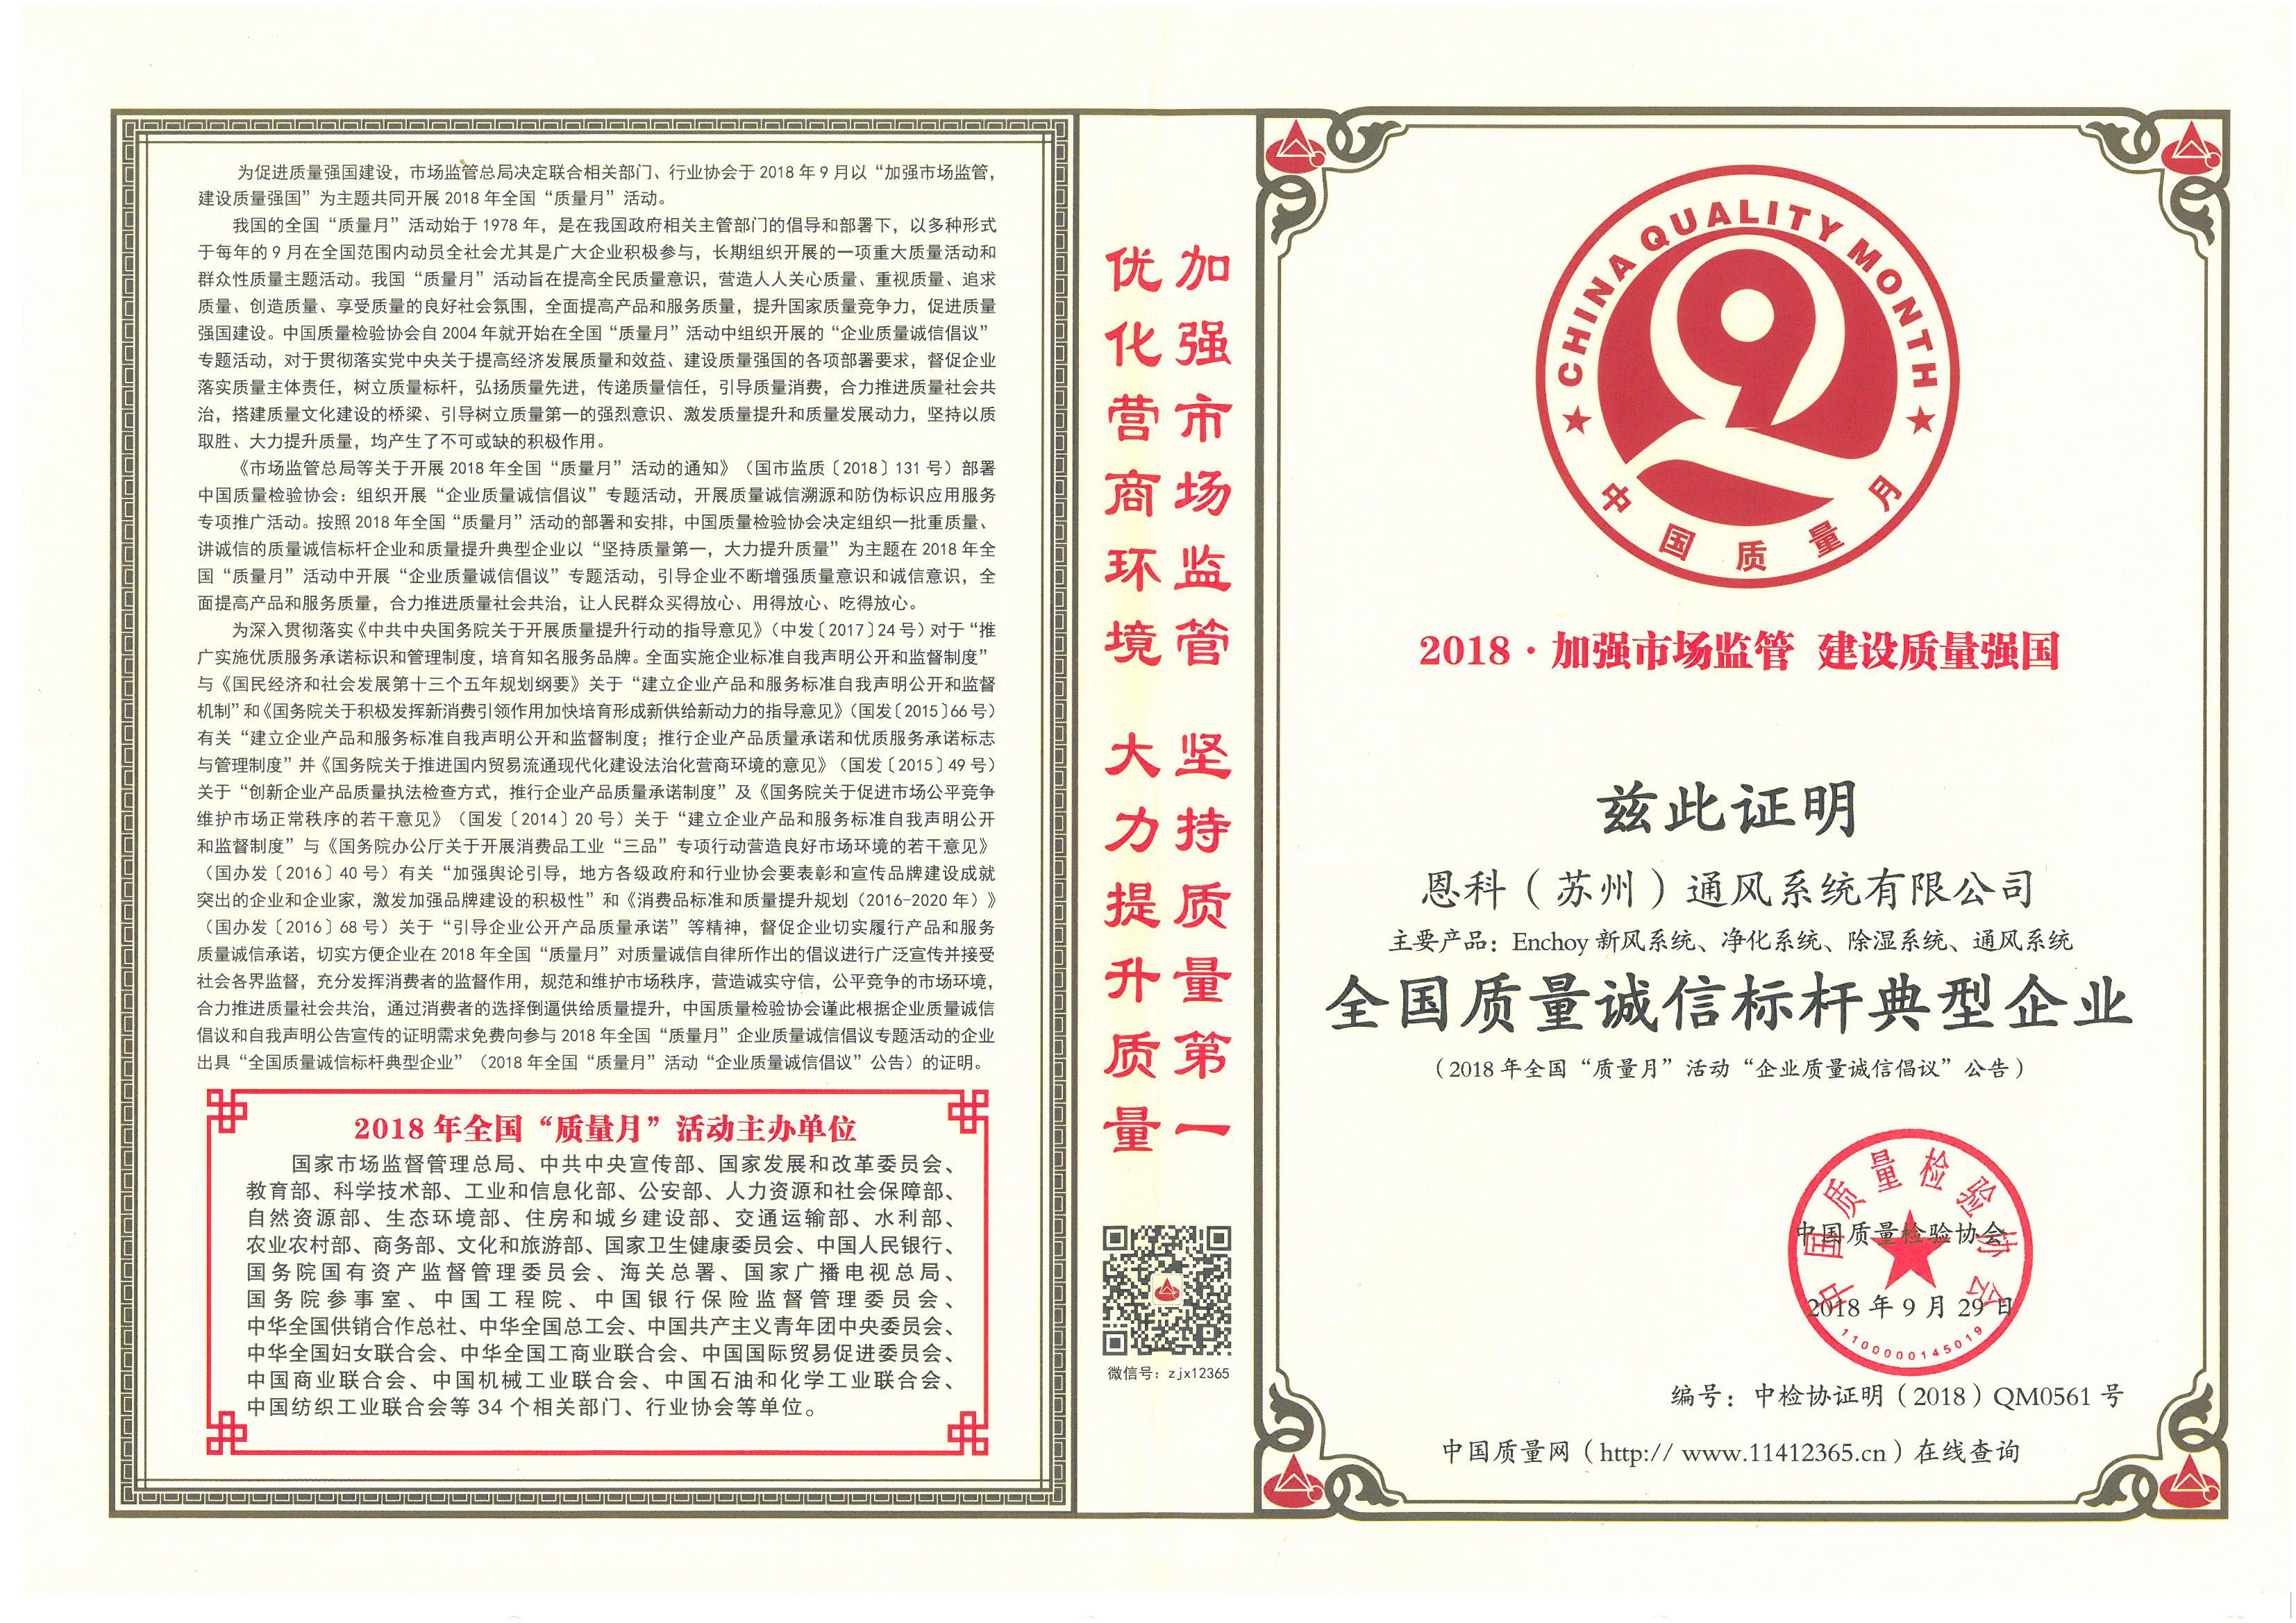 为促进质量强国建设，市场监管总局决定联合相关部门、行业协会于 2018 年 9 月以“加强市场监管，
建设质量强国”为主题共同开展 2018 年全国“质量月”活动。
我国的全国“质量月”活动始于 1978 年，是在我国政府相关主管部门的倡导和部署下，以多种形式
于每年的 9 月在全国范围内动员全社会尤其是广大企业积极参与，长期组织开展的一项重大质量活动和
群众性质量主题活动。我国“质量月”活动旨在提高全民质量意识，营造人人关心质量、重视质量、追求
质量、创造质量、享受质量的良好社会氛围，全面提高产品和服务质量，提升国家质量竞争力，促进质量
强国建设。中国质量检验协会自 2004 年就开始在全国“质量月”活动中组织开展的“企业质量诚信倡议”
专题活动，对于贯彻落实党中央关于提高经济发展质量和效益、建设质量强国的各项部署要求，督促企业
落实质量主体责任，树立质量标杆，弘扬质量先进，传递质量信任，引导质量消费，合力推进质量社会共
治，搭建质量文化建设的桥梁、引导树立质量第一的强烈意识、激发质量提升和质量发展动力，坚持以质
取胜、大力提升质量，均产生了不可或缺的积极作用。
《市场监管总局等关于开展 2018 年全国“质量月”活动的通知》（国市监质〔2018〕131 号）部署
中国质量检验协会：组织开展“企业质量诚信倡议”专题活动，开展质量诚信溯源和防伪标识应用服务
专项推广活动。按照 2018 年全国“质量月”活动的部署和安排，中国质量检验协会决定组织一批重质量、
讲诚信的质量诚信标杆企业和质量提升典型企业以“坚持质量第一，大力提升质量”为主题在 2018 年全
国“质量月”活动中开展“企业质量诚信倡议”专题活动，引导企业不断增强质量意识和诚信意识，全
面提高产品和服务质量，合力推进质量社会共治，让人民群众买得放心、用得放心、吃得放心。
为深入贯彻落实《中共中央国务院关于开展质量提升行动的指导意见》（中发〔2017〕24 号）对于“推
广实施优质服务承诺标识和管理制度，培育知名服务品牌。全面实施企业标准自我声明公开和监督制度”
与《国民经济和社会发展第十三个五年规划纲要》关于“建立企业产品和服务标准自我声明公开和监督
机制”和《国务院关于积极发挥新消费引领作用加快培育形成新供给新动力的指导意见》（国发〔2015〕66 号）
有关“建立企业产品和服务标准自我声明公开和监督制度；推行企业产品质量承诺和优质服务承诺标志
与管理制度”并《国务院关于推进国内贸易流通现代化建设法治化营商环境的意见》（国发〔2015〕49 号）
关于“创新企业产品质量执法检查方式，推行企业产品质量承诺制度”及《国务院关于促进市场公平竞争
维护市场正常秩序的若干意见》（国发〔2014〕20 号）关于“建立企业产品和服务标准自我声明公开
和监督制度”与《国务院办公厅关于开展消费品工业“三品”专项行动营造良好市场环境的若干意见》
（国办发〔2016〕40 号）有关“加强舆论引导，地方各级政府和行业协会要表彰和宣传品牌建设成就
突出的企业和企业家，激发加强品牌建设的积极性”和《消费品标准和质量提升规划（2016-2020 年）》
（国办发〔2016〕68 号）关于“引导企业公开产品质量承诺”等精神，督促企业切实履行产品和服务
质量诚信承诺，切实方便企业在 2018 年全国“质量月”对质量诚信自律所作出的倡议进行广泛宣传并接受
社会各界监督，充分发挥消费者的监督作用，规范和维护市场秩序，营造诚实守信，公平竞争的市场环境，
合力推进质量社会共治，通过消费者的选择倒逼供给质量提升，中国质量检验协会谨此根据企业质量诚信
倡议和自我声明公告宣传的证明需求免费向参与 2018 年全国“质量月”企业质量诚信倡议专题活动的企业
出具“全国质量诚信标杆典型企业”（2018 年全国“质量月”活动“企业质量诚信倡议”公告）的证明。
2018 年全国“质量月”活动主办单位
国家市场监督管理总局、中共中央宣传部、国家发展和改革委员会、
教育部、科学技术部、工业和信息化部、公安部、人力资源和社会保障部、
自然资源部、生态环境部、住房和城乡建设部、交通运输部、水利部、
农业农村部、商务部、文化和旅游部、国家卫生健康委员会、中国人民银行、
国务院国有资产监督管理委员会、海关总署、国家广播电视总局、
国务院参事室、中国工程院、中国银行保险监督管理委员会、
中华全国供销合作总社、中华全国总工会、中国共产主义青年团中央委员会、
中华全国妇女联合会、中华全国工商业联合会、中国国际贸易促进委员会、
中国商业联合会、中国机械工业联合会、中国石油和化学工业联合会、
中国纺织工业联合会等 34 个相关部门、行业协会等单位。
加强市场监管 坚持质量第一
优化营商环境 大力提升质量
微信号：zjx12365
CHINA QUALITY MONTH
中国质量月
2018·加强市场监管 建设质量强国
兹此证明
恩科（苏州）通风系统有限公司
主要产品：Enchoy 新风系统、净化系统、除湿系统、通风系统
全国质量诚信标杆典型企业
（2018 年全国“质量月”活动“企业质量诚信倡议”公告）
中国质量检验协会
中国质量检验协会
2018 年 9 月 29 日
1100000145019
编号：中检协证明（2018）QM0561 号
中国质量网（http:// www.11412365.cn）在线查询